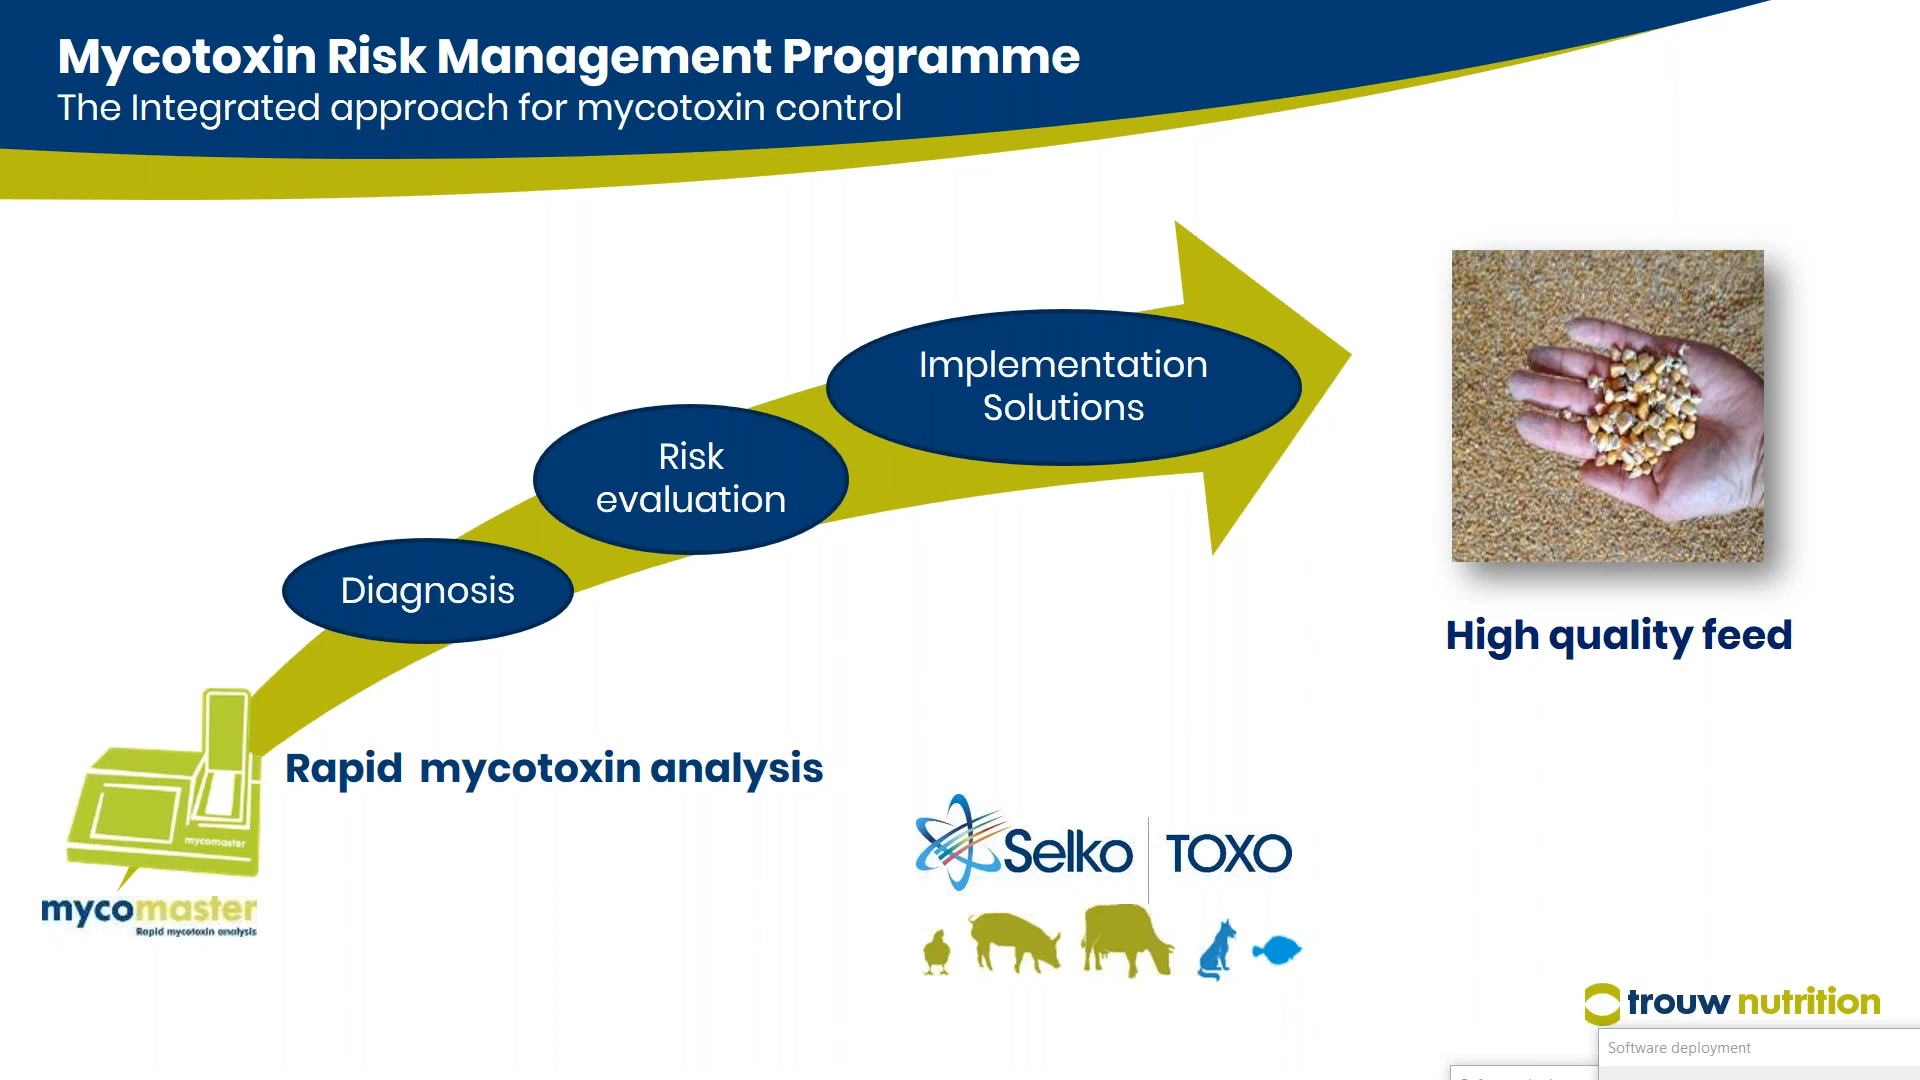 Mycotoxin Risk Management Programme
The Integrated approach for mycotoxin control
Implementation
Solutions
Risk
evaluation
Diagnosis
High quality feed
Rapid mycotoxin analysis
mycomaster
mycomaster
Rapid mycotoxin analysis
Selko TOXO
trouw nutrition
Software deployment